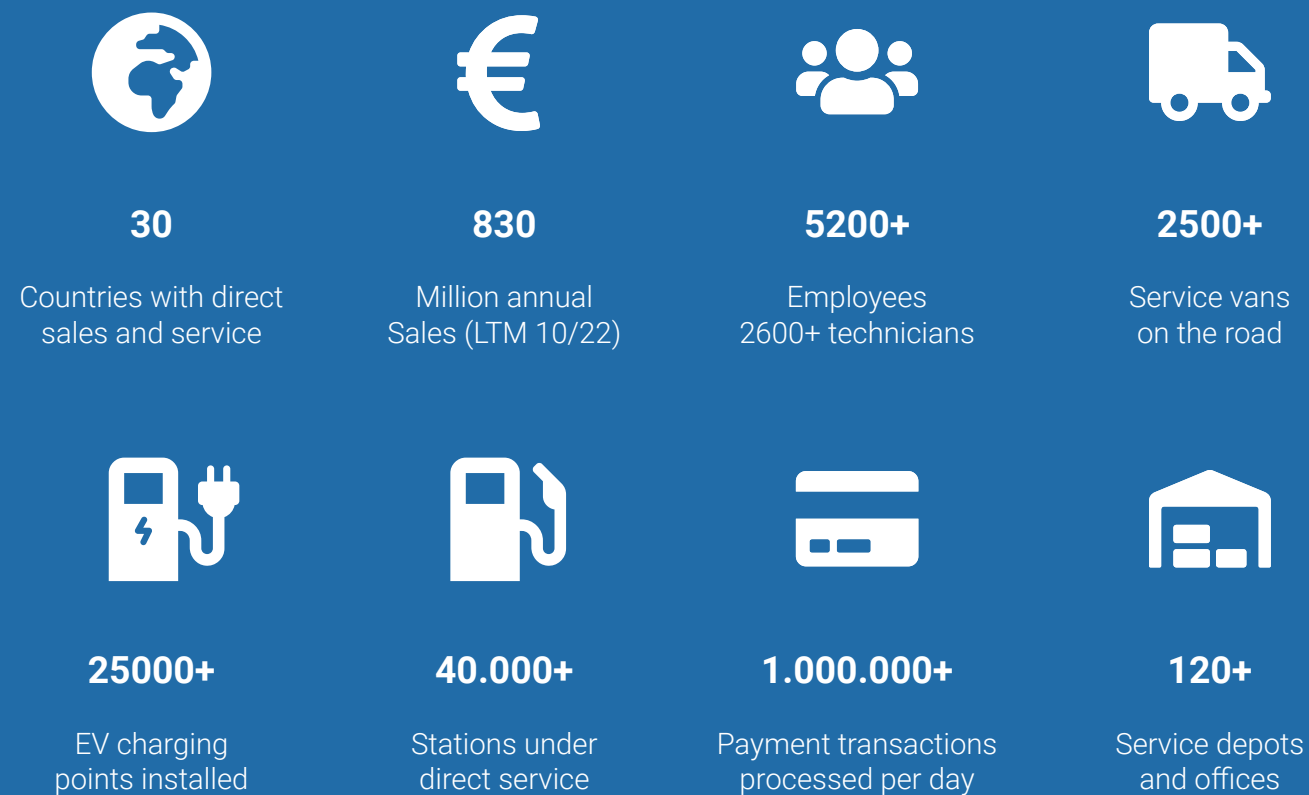 30
Countries with direct
sales and service
830
Million annual
Sales (LTM 10/22)
5200+
Employees
2600+ technicians
2500+
Service vans
on the road
25000+
EV charging
points installed
40.000+
Stations under
direct service
1.000.000+
Payment transactions
processed per day
120+
Service depots
and offices